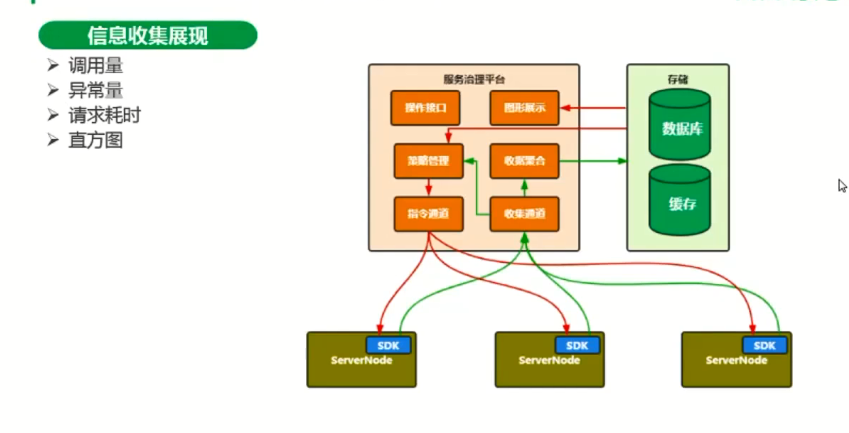 信息收集展现
➢ 调用量
➢ 异常量
➢ 请求耗时
➢ 直方图
服务治理平台
存储
操作接口
图形展示
数据库
策略管理
收据聚合
缓存
指令通道
收集通道
SDK
ServerNode
SDK
ServerNode
SDK
ServerNode